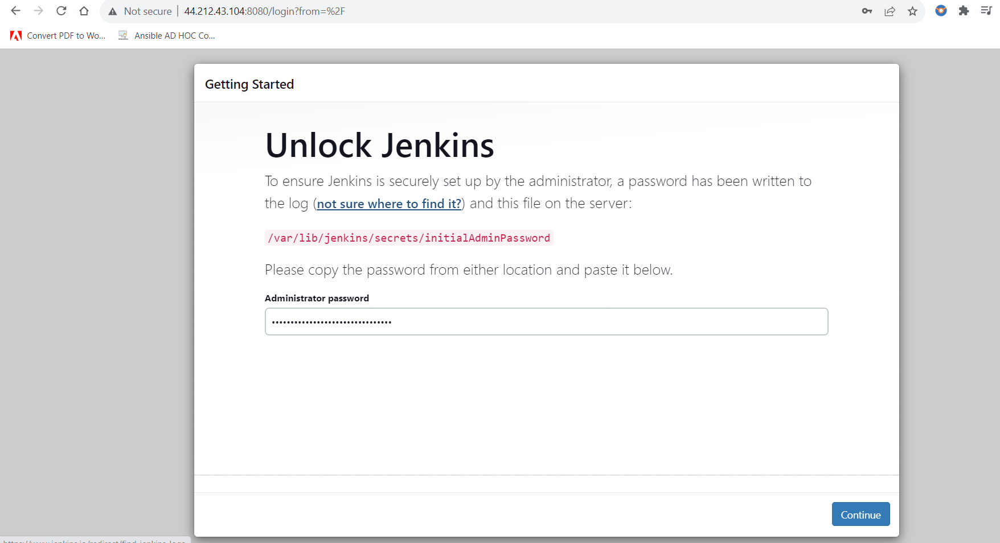 Not secure | 44.212.43.104:8080/login?from=%2F
Convert PDF to Wo... Ansible AD HOC Co...
Getting Started
Unlock Jenkins
To ensure Jenkins is securely set up by the administrator, a password has been written to
the log (not sure where to find it?) and this file on the server:
/var/lib/jenkins/secrets/initialAdminPassword
Please copy the password from either location and paste it below.
Administrator password
••••••••••••••••••••••••••••••••
Continue